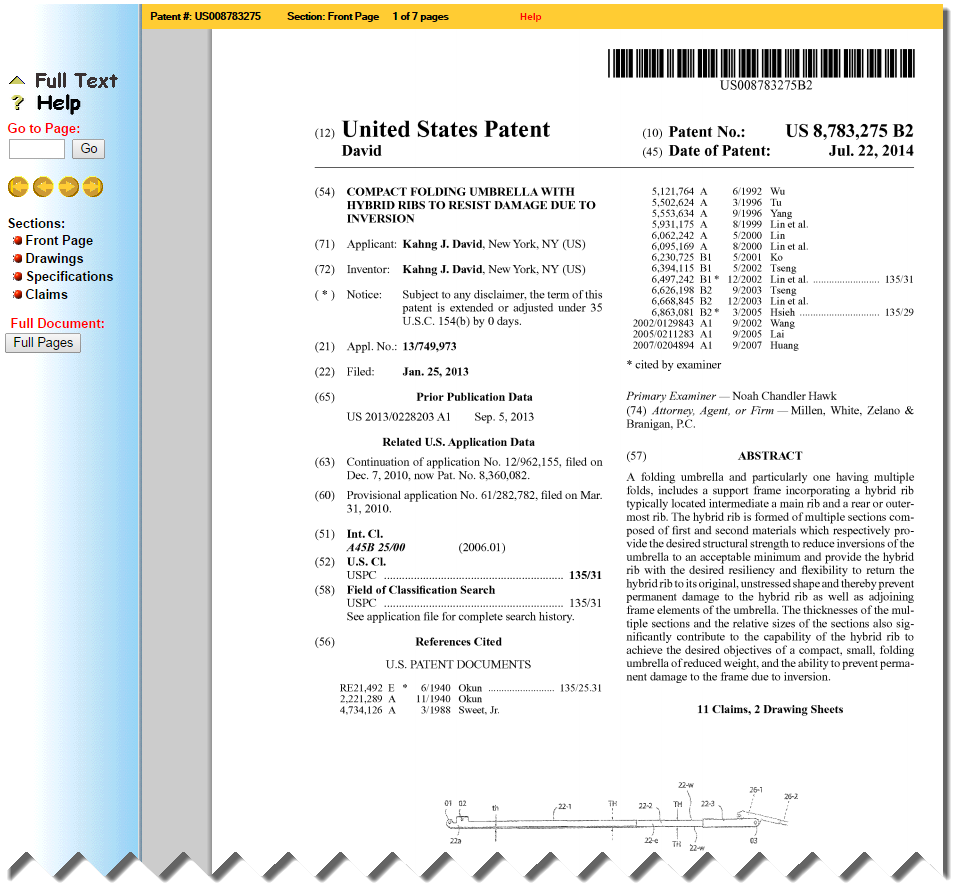 Patent #: US008783275 Section: Front Page 1 of 7 pages Help
Full Text
? Help
Go to Page:
Go
Sections:
Front Page
Drawings
Specifications
Claims
Full Document:
Full Pages
US008783275B2
(12) United States Patent
David
(10) Patent No.: US 8,783,275 B2
(45) Date of Patent: Jul. 22, 2014
(54) COMPACT FOLDING UMBRELLA WITH
HYBRID RIBS TO RESIST DAMAGE DUE TO
INVERSION
(71) Applicant: Kahng J. David, New York, NY (US)
(72) Inventor: Kahng J. David, New York, NY (US)
( * ) Notice: Subject to any disclaimer, the term of this
patent is extended or adjusted under 35
U.S.C. 154(b) by 0 days.
(21) Appl. No.: 13/749,973
(22) Filed: Jan. 25, 2013
(65) Prior Publication Data
US 2013/0228203 A1 Sep. 5, 2013
Related U.S. Application Data
(63) Continuation of application No. 12/962,155, filed on
Dec. 7, 2010, now Pat. No. 8,360,082.
(60) Provisional application No. 61/282,782, filed on Mar.
31, 2010.
(51) Int. Cl.
A45B 25/00 (2006.01)
(52) U.S. Cl.
USPC ........................................................ 135/31
(58) Field of Classification Search
USPC ........................................................ 135/31
See application file for complete search history.
(56) References Cited
U.S. PATENT DOCUMENTS
RE21,492 E * 6/1940 Okun ........................ 135/25.31
2,221,289 A 11/1940 Okun
4,734,126 A 3/1988 Sweet, Jr.
5,121,764 A 6/1992 Wu
5,502,624 A 3/1996 Tu
5,553,634 A 9/1996 Yang
5,931,175 A 8/1999 Lin et al.
6,062,242 A 5/2000 Lin
6,095,169 A 8/2000 Lin et al.
6,230,725 B1 5/2001 Ko
6,394,115 B1 5/2002 Tseng
6,497,242 B1 * 12/2002 Lin et al. ........................ 135/31
6,626,198 B2 9/2003 Tseng
6,668,845 B2 12/2003 Lin et al.
6,863,081 B2 * 3/2005 Hsieh ............................ 135/29
2002/0129843 A1 9/2002 Wang
2005/0211283 A1 9/2005 Lai
2007/0204894 A1 9/2007 Huang
* cited by examiner
Primary Examiner — Noah Chandler Hawk
(74) Attorney, Agent, or Firm — Millen, White, Zelano &
Branigan, P.C.
(57) ABSTRACT
A folding umbrella and particularly one having multiple
folds, includes a support frame incorporating a hybrid rib
typically located intermediate a main rib and a rear or outer-
most rib. The hybrid rib is formed of multiple sections com-
posed of first and second materials which respectively pro-
vide the desired structural strength to reduce inversions of the
umbrella to an acceptable minimum and provide the hybrid
rib with the desired resiliency and flexibility to return the
hybrid rib to its original, unstressed shape and thereby prevent
permanent damage to the hybrid rib as well as adjoining
frame elements of the umbrella. The thicknesses of the mul-
tiple sections and the relative sizes of the sections also sig-
nificantly contribute to the capability of the hybrid rib to
achieve the desired objectives of a compact, small, folding
umbrella of reduced weight, and the ability to prevent perma-
nent damage to the frame due to inversion.
11 Claims, 2 Drawing Sheets
22-w 26-1 26-2
01 02 th 22-1 TH 22-2 TH 22-3
22a 22-c TH 22-w 03